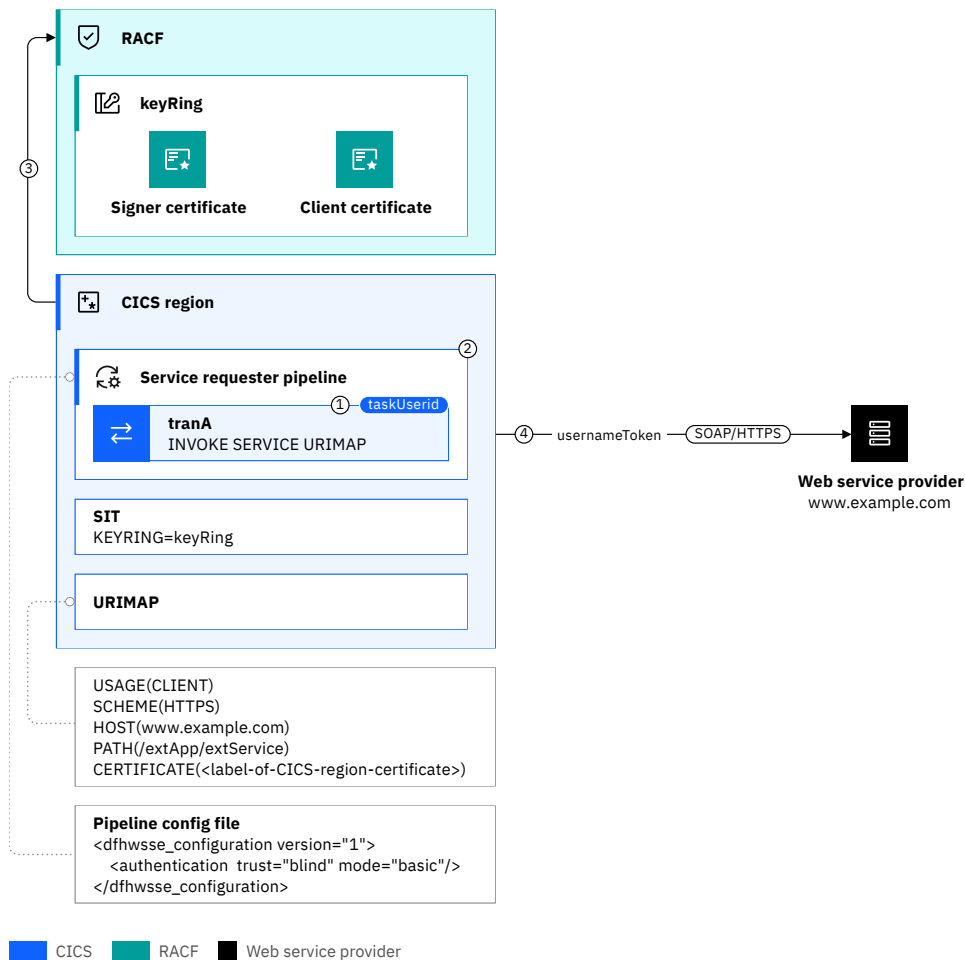 RACF
keyRing
Signer certificate
Client certificate
3
CICS region
2
Service requester pipeline
1
taskUserid
tranA
INVOKE SERVICE URIMAP
4
usernameToken
SOAP/HTTPS
Web service provider
www.example.com
SIT
KEYRING=keyRing
URIMAP
USAGE(CLIENT)
SCHEME(HTTPS)
HOST(www.example.com)
PATH(/extApp/extService)
CERTIFICATE(<label-of-CICS-region-certificate>)
Pipeline config file
<dfhwsse_configuration version="1">
<authentication trust="blind" mode="basic"/>
</dfhwsse_configuration>
CICS
RACF
Web service provider